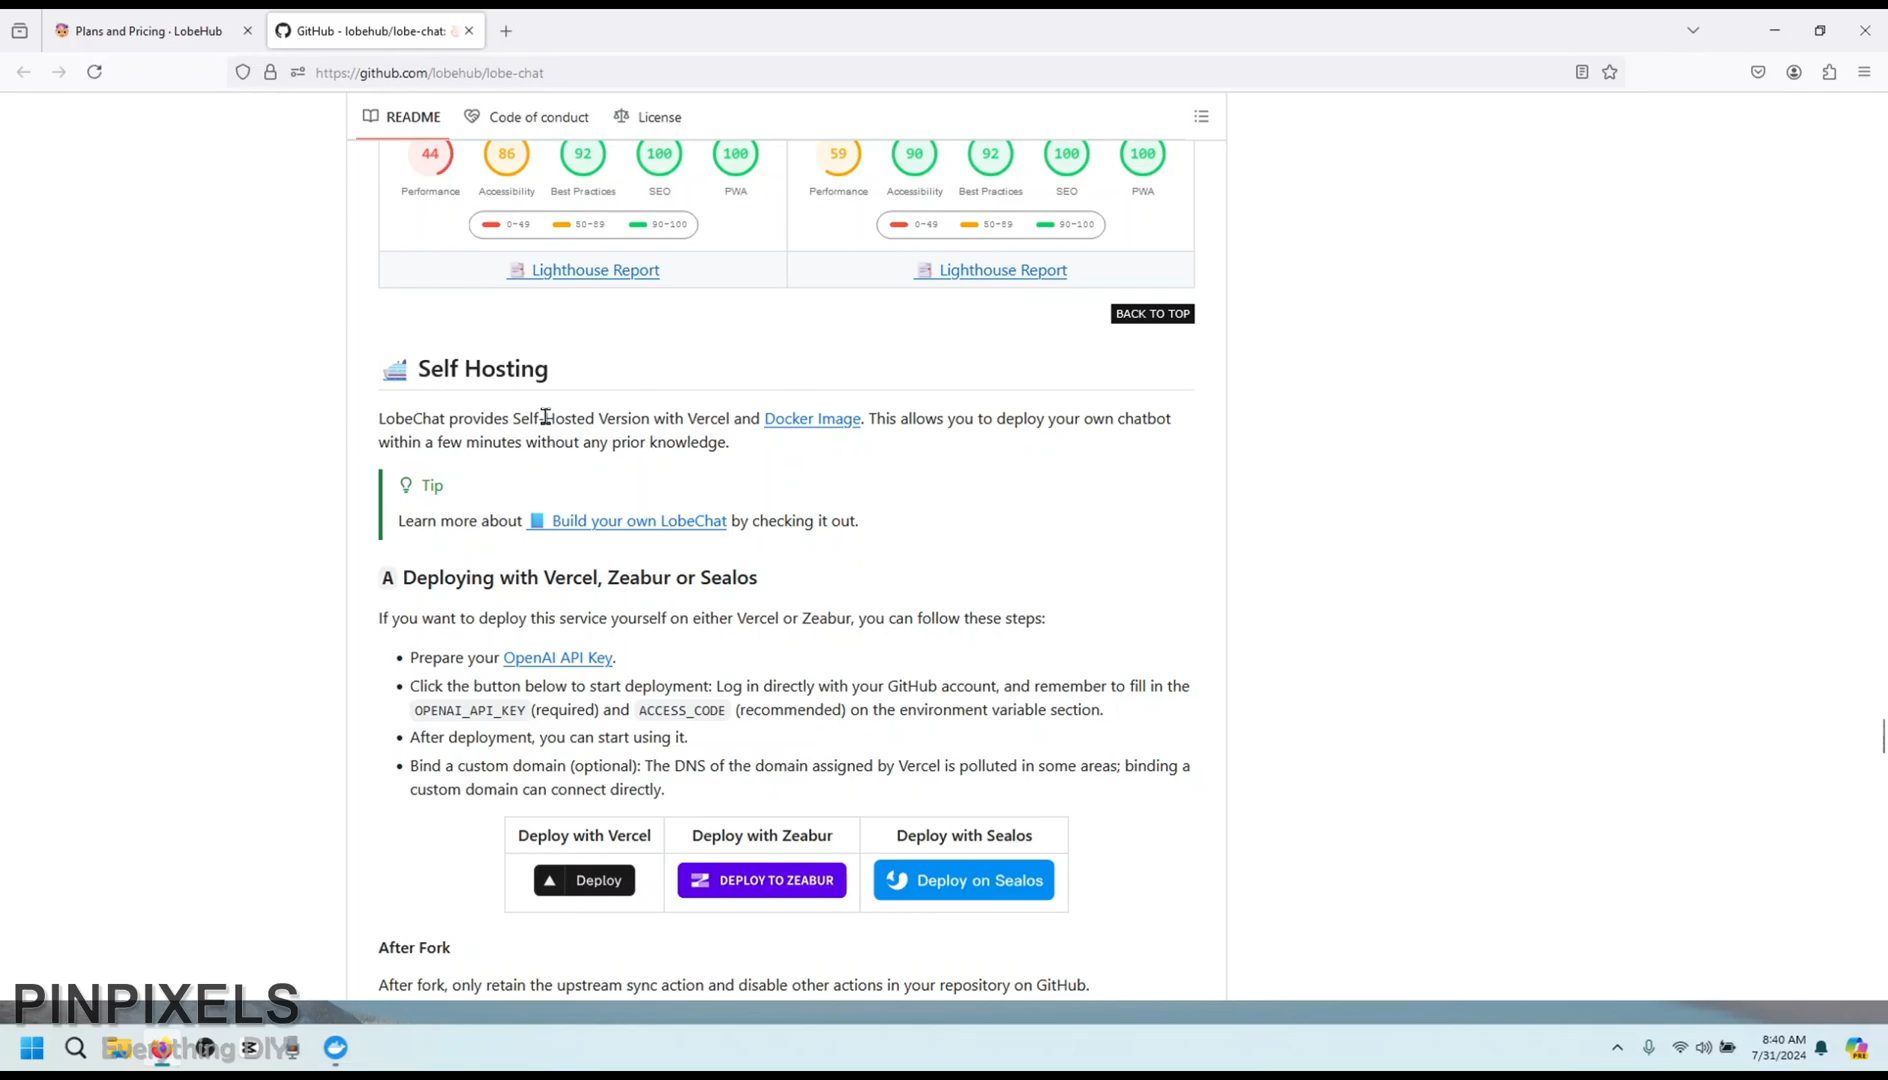 Plans and Pricing · LobeHub
GitHub - lobehub/lobe-chat:
https://github.com/lobehub/lobe-chat
README
Code of conduct
License
44
86
92
100
100
59
90
92
100
100
Performance
Accessibility
Best Practices
SEO
PWA
Performance
Accessibility
Best Practices
SEO
PWA
0-49
50-89
90-100
0-49
50-89
90-100
Lighthouse Report
Lighthouse Report
BACK TO TOP
Self Hosting
LobeChat provides Self-Hosted Version with Vercel and Docker Image. This allows you to deploy your own chatbot
within a few minutes without any prior knowledge.
Tip
Learn more about Build your own LobeChat by checking it out.
A Deploying with Vercel, Zeabur or Sealos
If you want to deploy this service yourself on either Vercel or Zeabur, you can follow these steps:
• Prepare your OpenAI API Key.
• Click the button below to start deployment: Log in directly with your GitHub account, and remember to fill in the
OPENAI_API_KEY (required) and ACCESS_CODE (recommended) on the environment variable section.
• After deployment, you can start using it.
• Bind a custom domain (optional): The DNS of the domain assigned by Vercel is polluted in some areas; binding a
custom domain can connect directly.
Deploy with Vercel
Deploy with Zeabur
Deploy with Sealos
Deploy
DEPLOY TO ZEABUR
Deploy on Sealos
After Fork
After fork, only retain the upstream sync action and disable other actions in your repository on GitHub.
PINPIXELS
Everything DIY
8:40 AM
7/31/2024
PRE